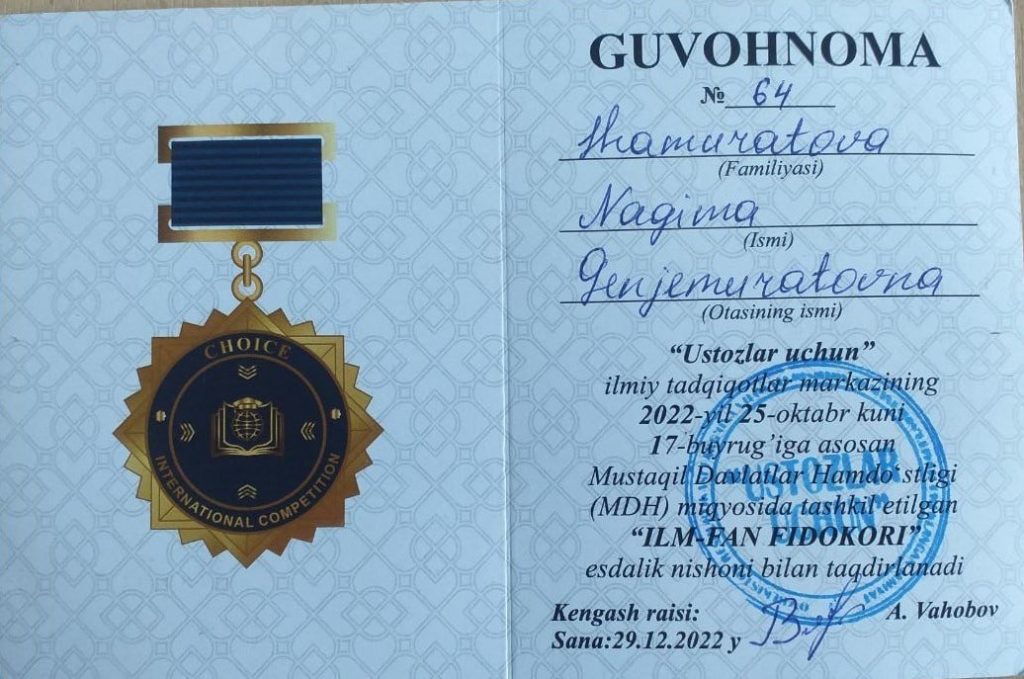 CHOICE
INTERNATIONAL COMPETITION
GUVOHNOMA
№ 64
(Familiyasi)
Nagima
(Ismi)
Genjemuratovna
(Otasining ismi)
“Ustozlar uchun”
ilmiy tadqiqotlar markazining
2022-yil 25-oktabr kuni
17-buyrug’iga asosan
Mustaqil Davlatlar Hamdo‘stligi
(MDH) miqyosida tashkil etilgan
“ILM-FAN FIDOKORI”
esdalik nishoni bilan taqdirlanadi
Kengash raisi: A. Vahobov
Sana:29.12.2022 y
"USTOZLAR
UCHUN"